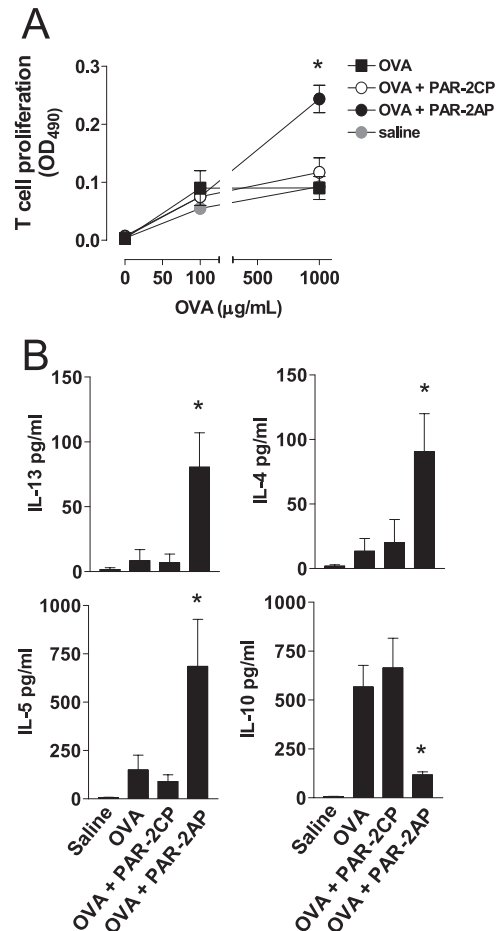 A
T cell proliferation
(OD490)
0.3
0.2
0.1
0.0
*
OVA
OVA + PAR-2CP
OVA + PAR-2AP
saline
0
50
100
500
1000
OVA (μg/mL)
B
IL-13 pg/ml
150
100
50
0
*
IL-4 pg/ml
150
100
50
0
*
IL-5 pg/ml
1000
750
500
250
0
*
Saline
OVA
OVA + PAR-2CP
OVA + PAR-2AP
IL-10 pg/ml
1000
750
500
250
0
*
Saline
OVA
OVA + PAR-2CP
OVA + PAR-2AP